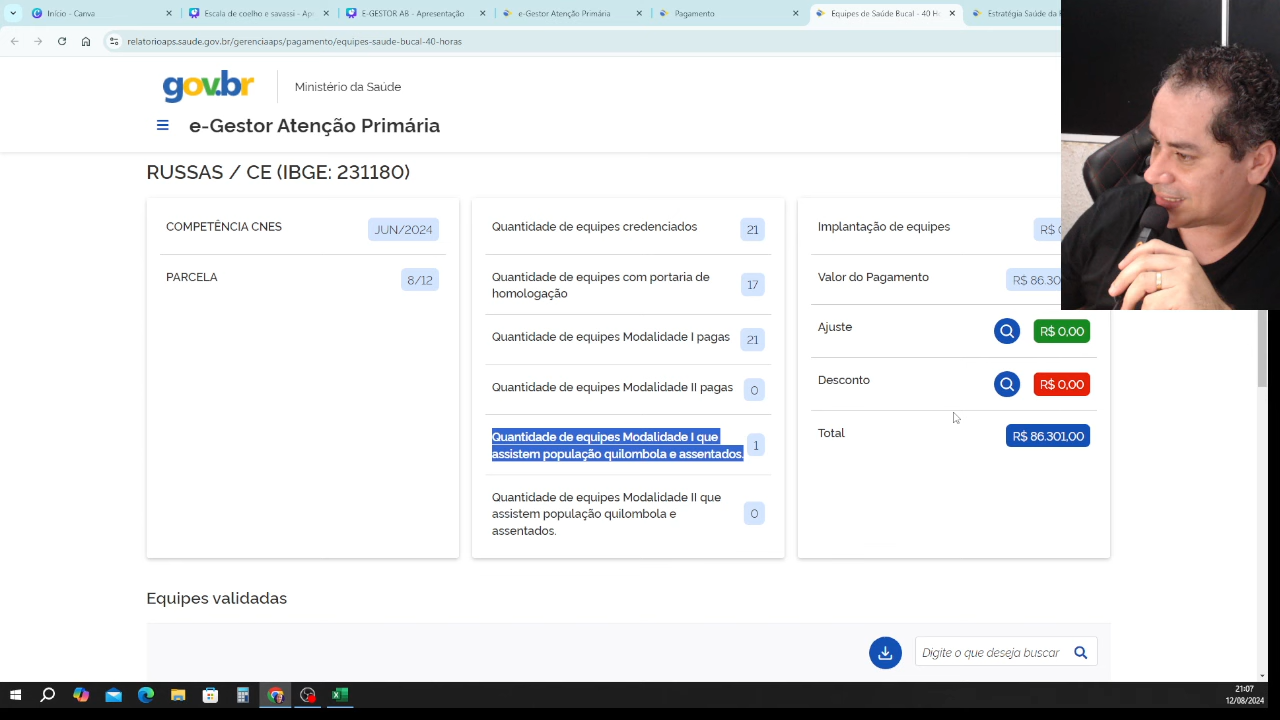 Início - Canva
Escala de coelho e savasi - Ap
E-GESTOR AB - Apresentação
e-Gestor Atenção Primária
Pagamento
Equipes de Saúde Bucal - 40 Ho
Estratégia Saúde da
relatorioaps.saude.gov.br/gerenciaaps/pagamento/equipes-saude-bucal-40-horas
gov.br
Ministério da Saúde
e-Gestor Atenção Primária
RUSSAS / CE (IBGE: 231180)
COMPETÊNCIA CNES
JUN/2024
PARCELA
8/12
Quantidade de equipes credenciados
21
Quantidade de equipes com portaria de
homologação
17
Quantidade de equipes Modalidade I pagas
21
Quantidade de equipes Modalidade II pagas
0
Quantidade de equipes Modalidade I que
assistem população quilombola e assentados.
1
Quantidade de equipes Modalidade II que
assistem população quilombola e
assentados.
0
Implantação de equipes
R$
Valor do Pagamento
R$ 86.30
Ajuste
R$ 0,00
Desconto
R$ 0,00
Total
R$ 86.301,00
Equipes validadas
Digite o que deseja buscar
21:07
12/08/2024